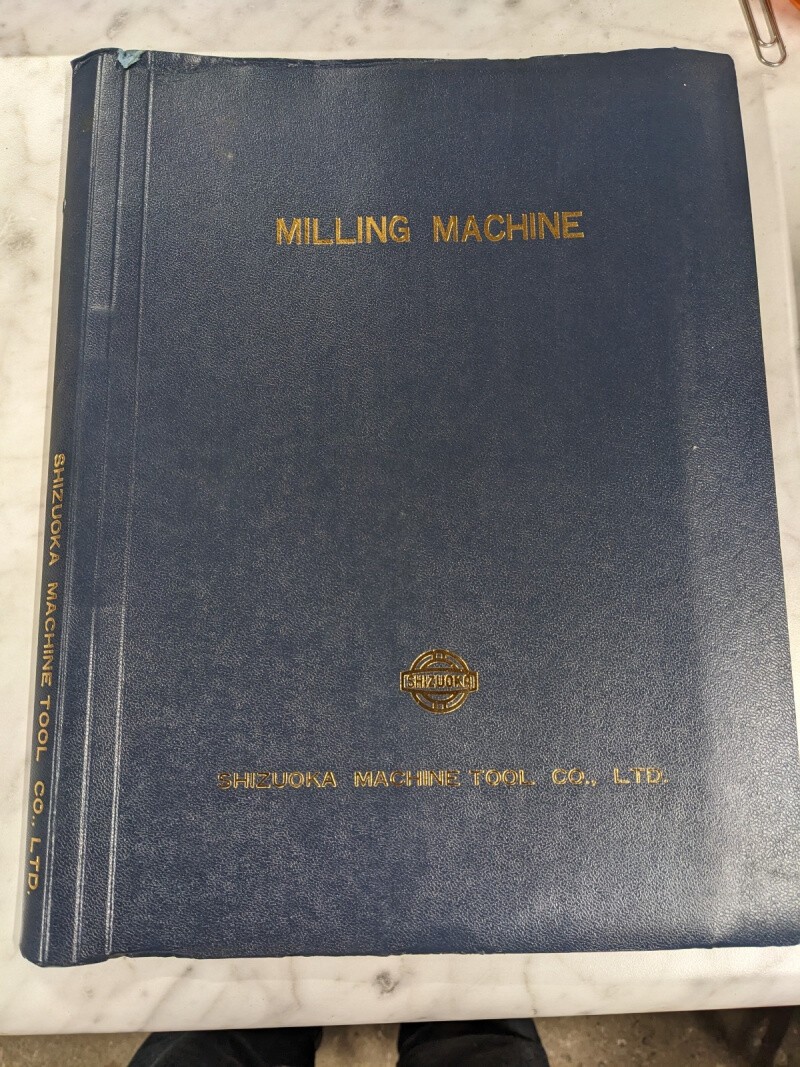 MILLING MACHINE
SHIZUOKA
SHIZUOKA MACHINE TOOL CO., LTD.
SHIZUOKA MACHINE TOOL CO., LTD.